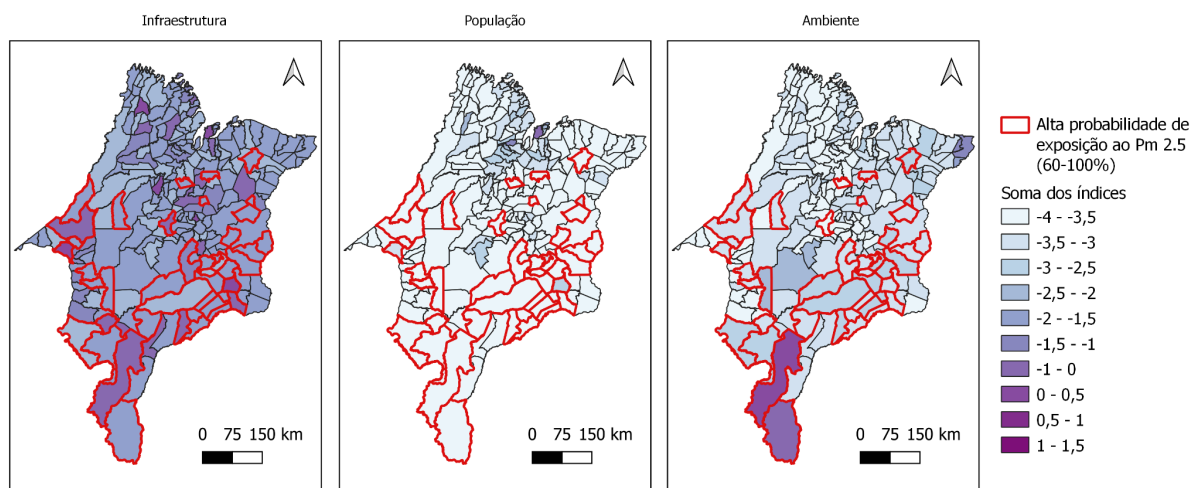 Infraestrutura
População
Ambiente
0 75 150 km
0 75 150 km
0 75 150 km
Alta probabilidade de
exposição ao Pm 2.5
(60-100%)
Soma dos índices
-4 - -3,5
-3,5 - -3
-3 - -2,5
-2,5 - -2
-2 - -1,5
-1,5 - -1
-1 - 0
0 - 0,5
0,5 - 1
1 - 1,5